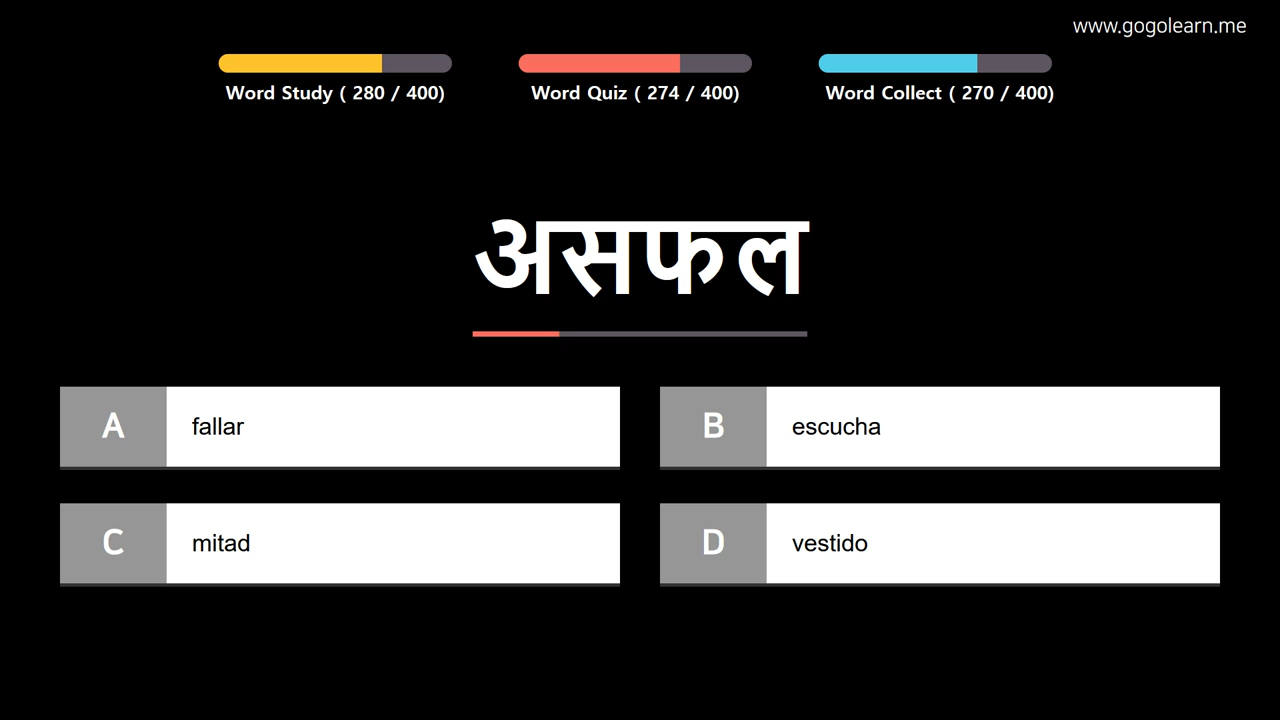 www.gogolearn.me
Word Study ( 280 / 400)
Word Quiz ( 274 / 400)
Word Collect ( 270 / 400)
असफल
A fallar
B escucha
C mitad
D vestido